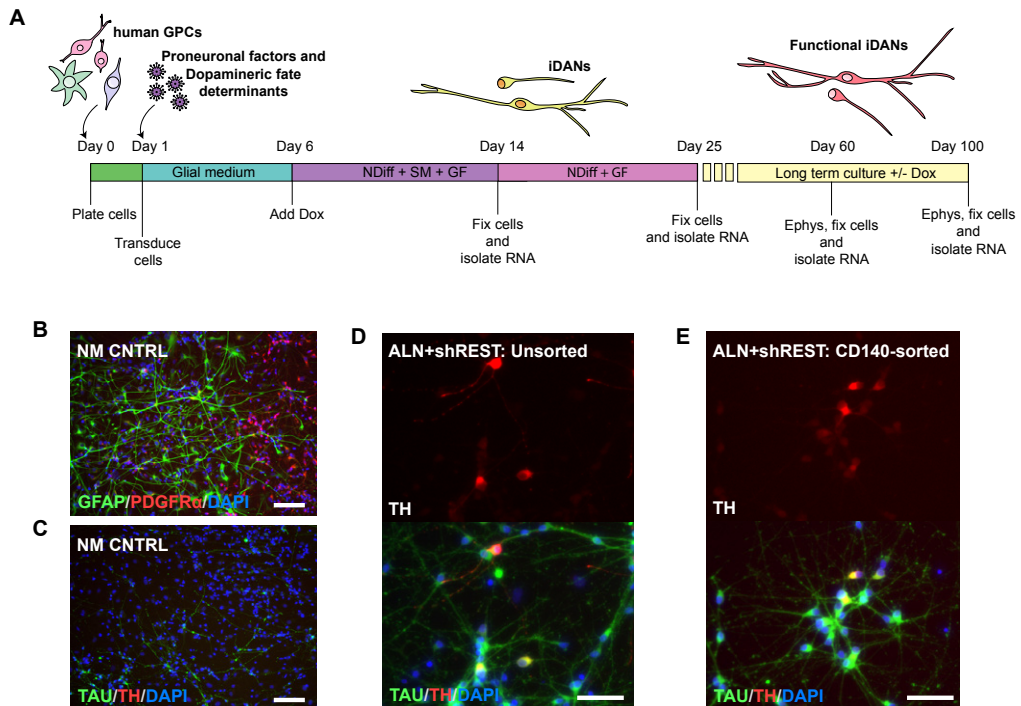 A
human GPCs
Proneuronal factors and
Dopamineric fate
determinants
iDANs
Functional iDANs
Day 0
Day 1
Day 6
Day 14
Day 25
Day 60
Day 100
Glial medium
NDiff + SM + GF
NDiff + GF
Long term culture +/- Dox
Plate cells
Transduce
cells
Add Dox
Fix cells
and
isolate RNA
Fix cells
and isolate RNA
Ephys, fix cells
and
isolate RNA
Ephys, fix cells
and
isolate RNA
B
NM CNTRL
GFAP/PDGFRα/DAPI
C
NM CNTRL
TAU/TH/DAPI
D
ALN+shREST: Unsorted
TH
TAU/TH/DAPI
E
ALN+shREST: CD140-sorted
TH
TAU/TH/DAPI